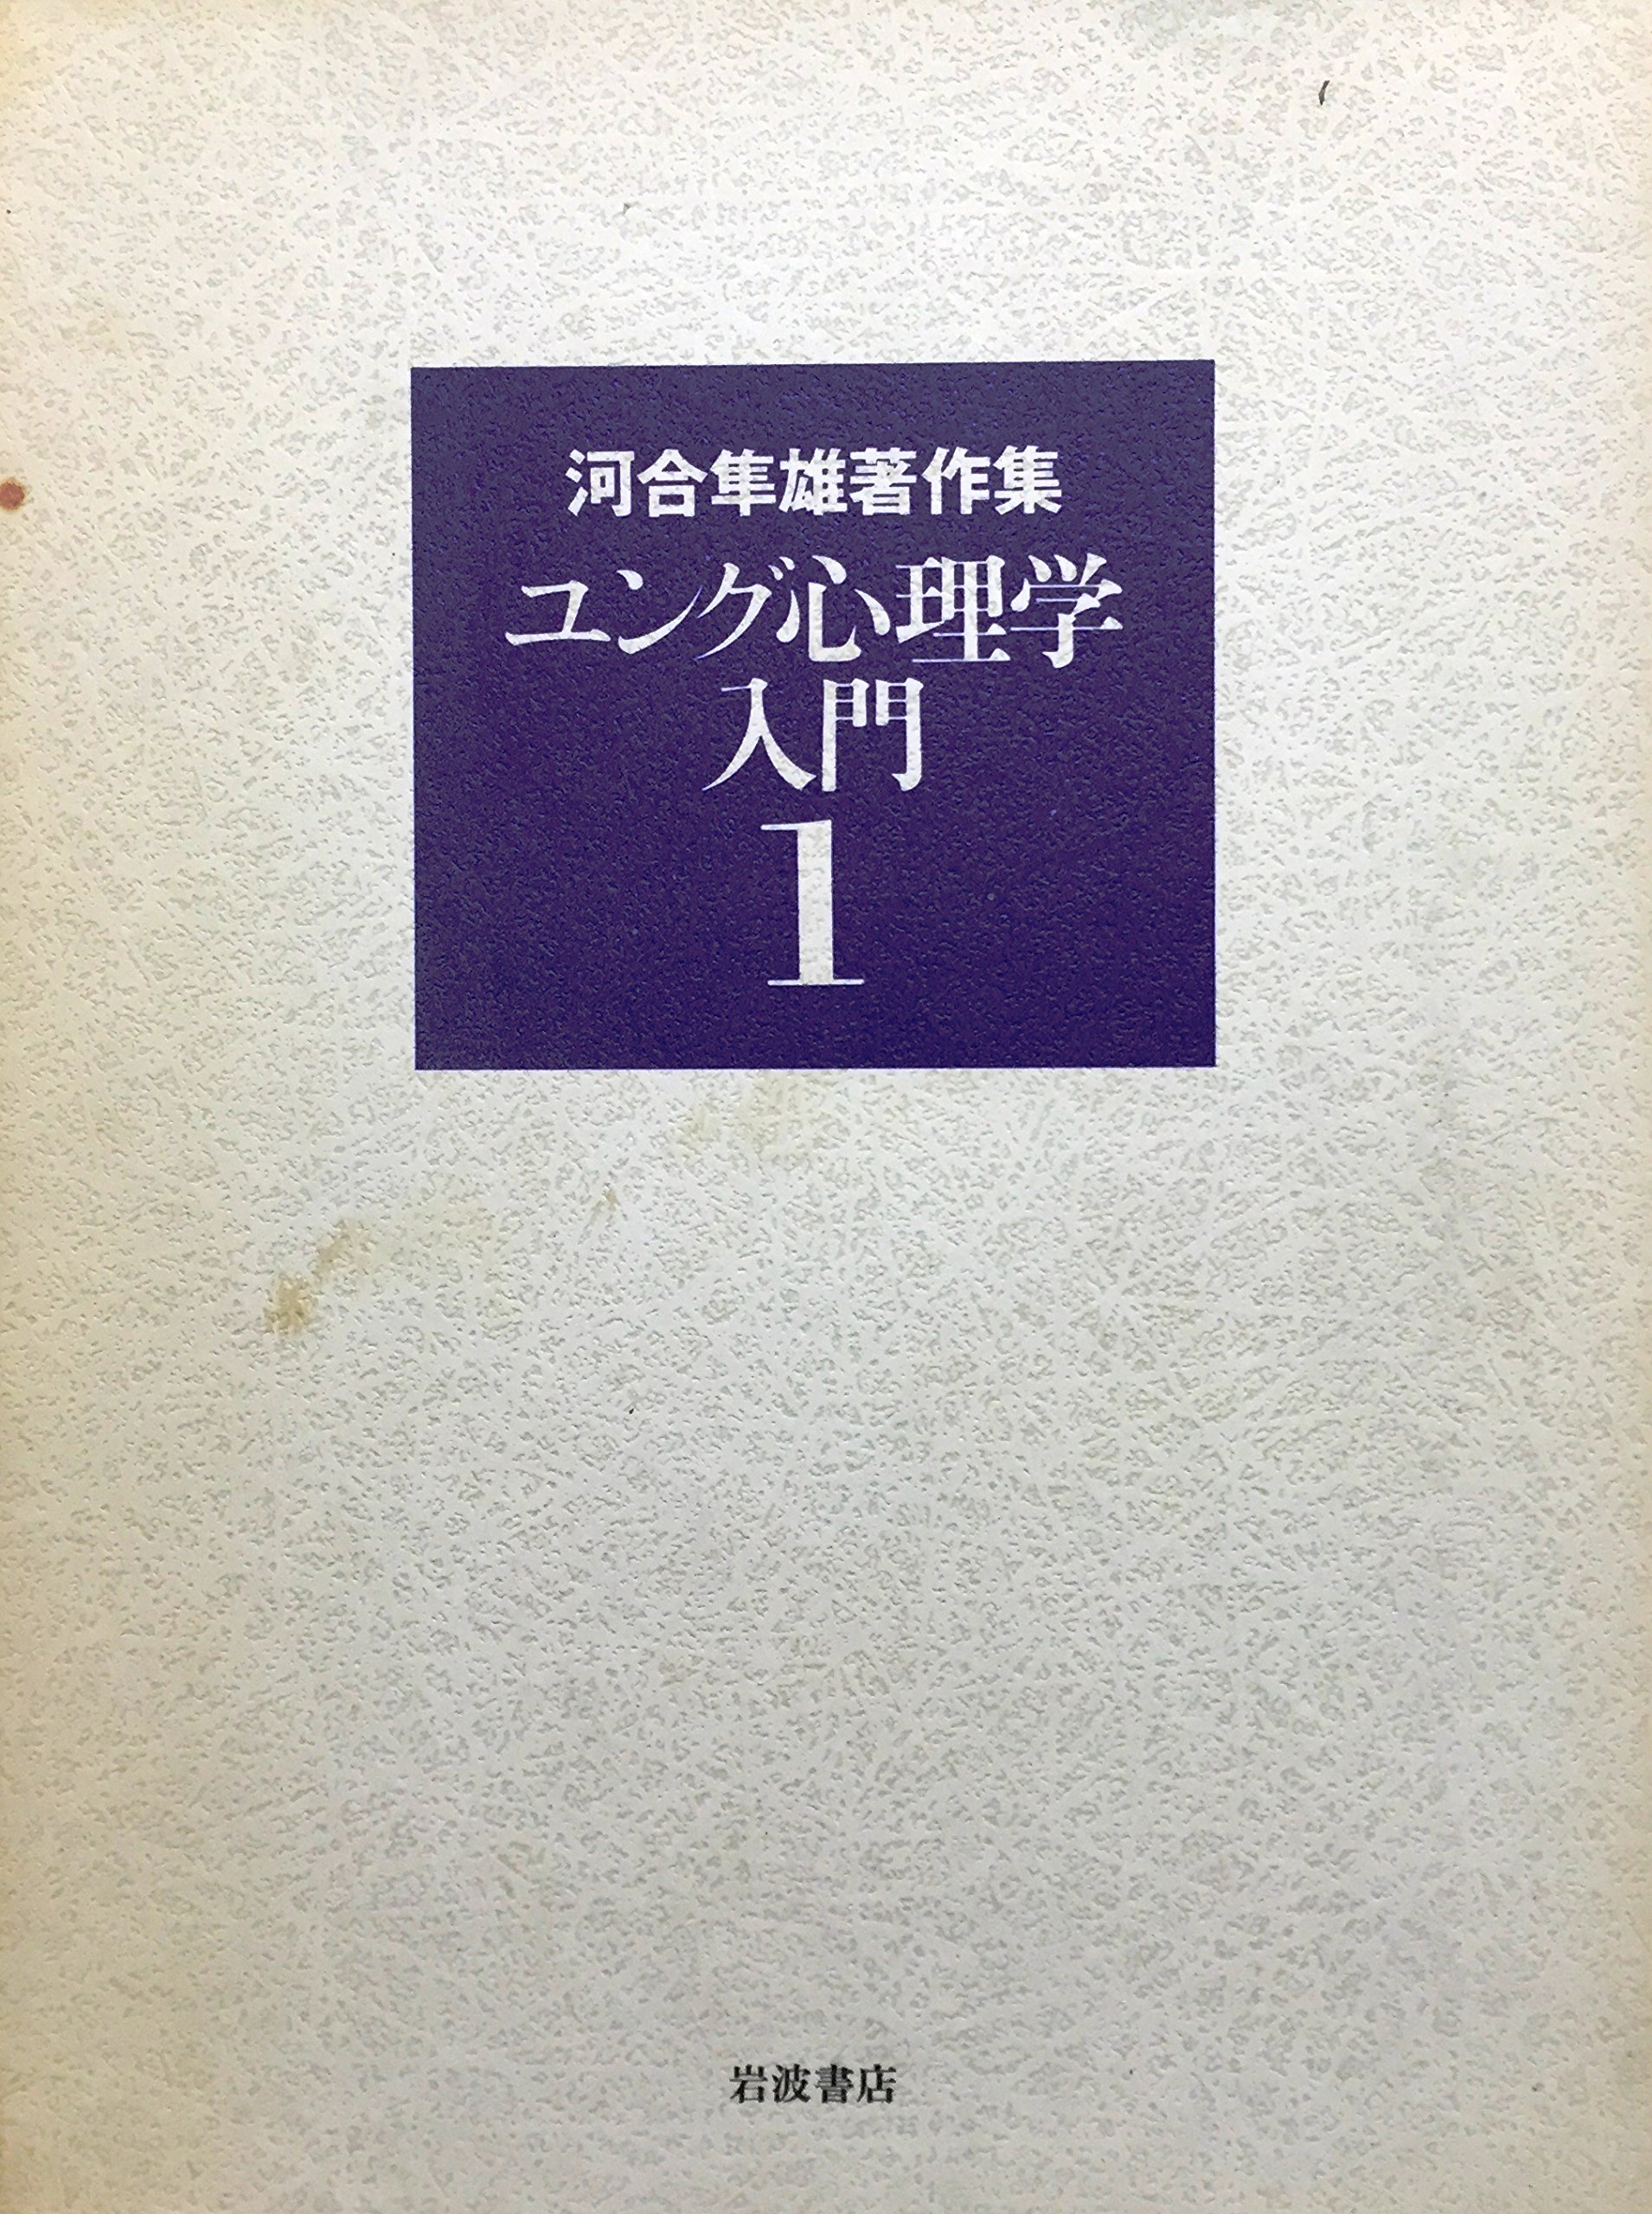 河合隼雄著作集
ユング心理学
入門
1
岩波書店